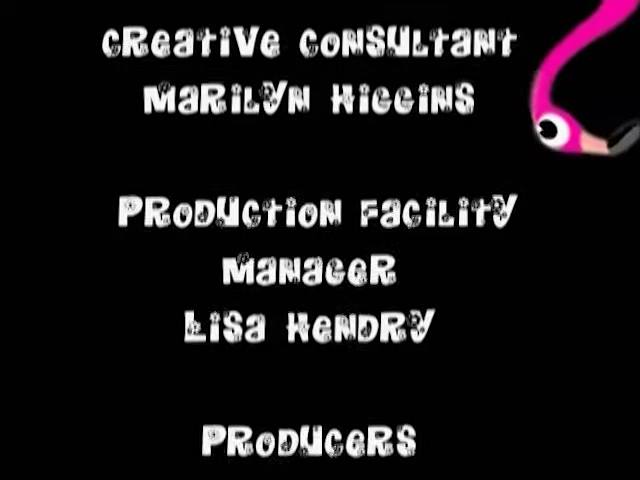 CReatiVe CONSULtaNt
MaRiLYN HiGGiNS
PRODUCtiON FaCiLitY
MaNaGeR
LiSa HeNDRY
PRODUCeRS